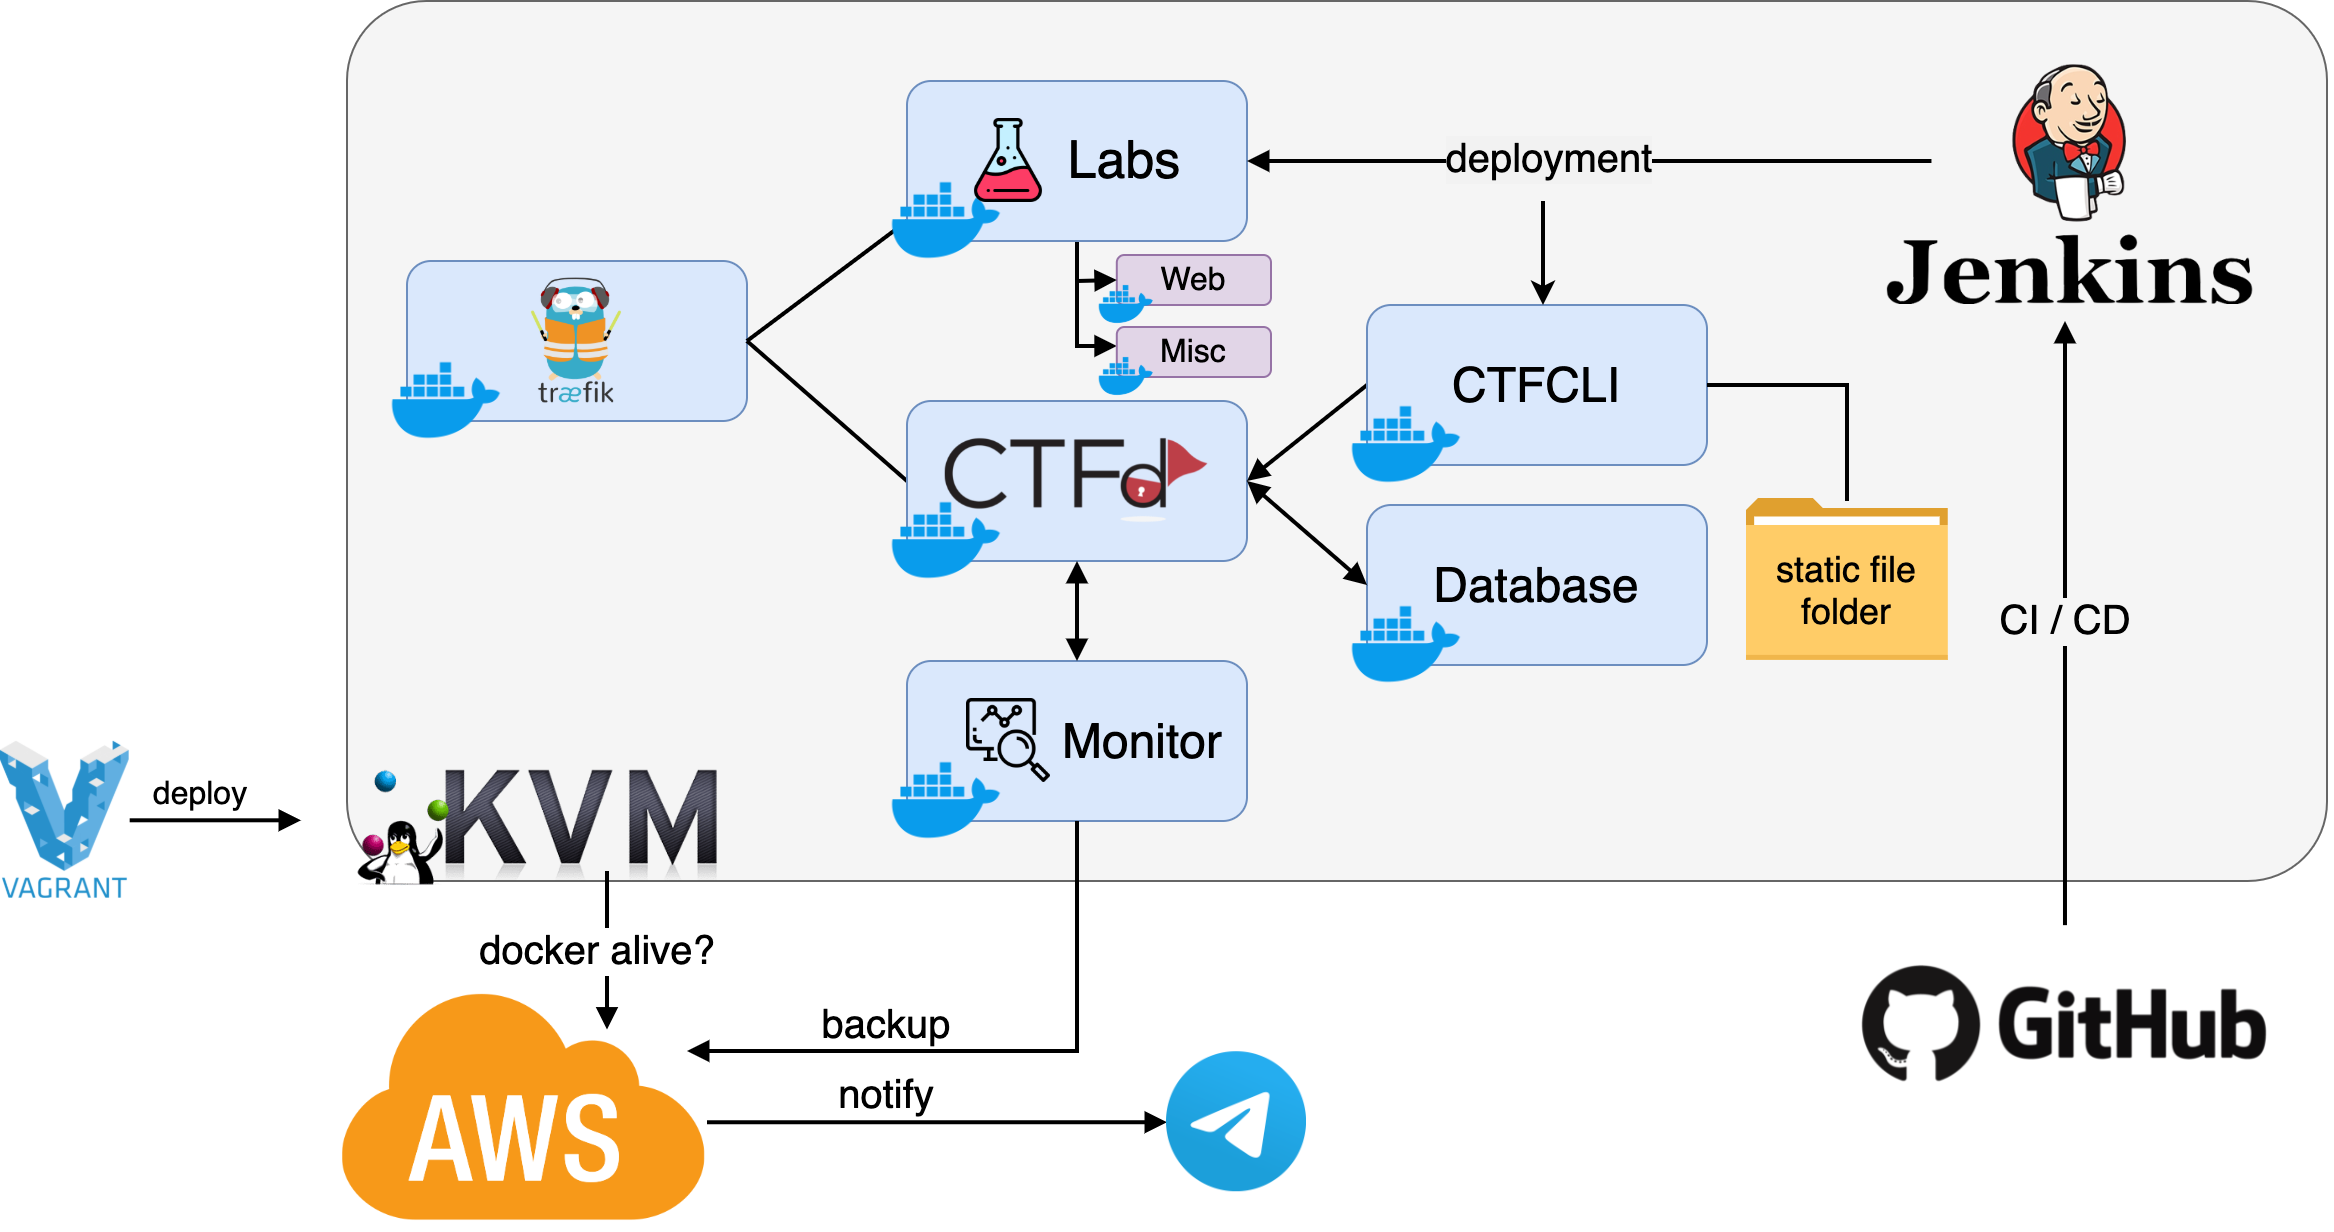 Labs
deployment
Jenkins
Web
Misc
træfik
CTFCLI
CTFd
Database
static file
folder
CI / CD
Monitor
deploy
VAGRANT
KVM
docker alive?
backup
GitHub
notify
AWS